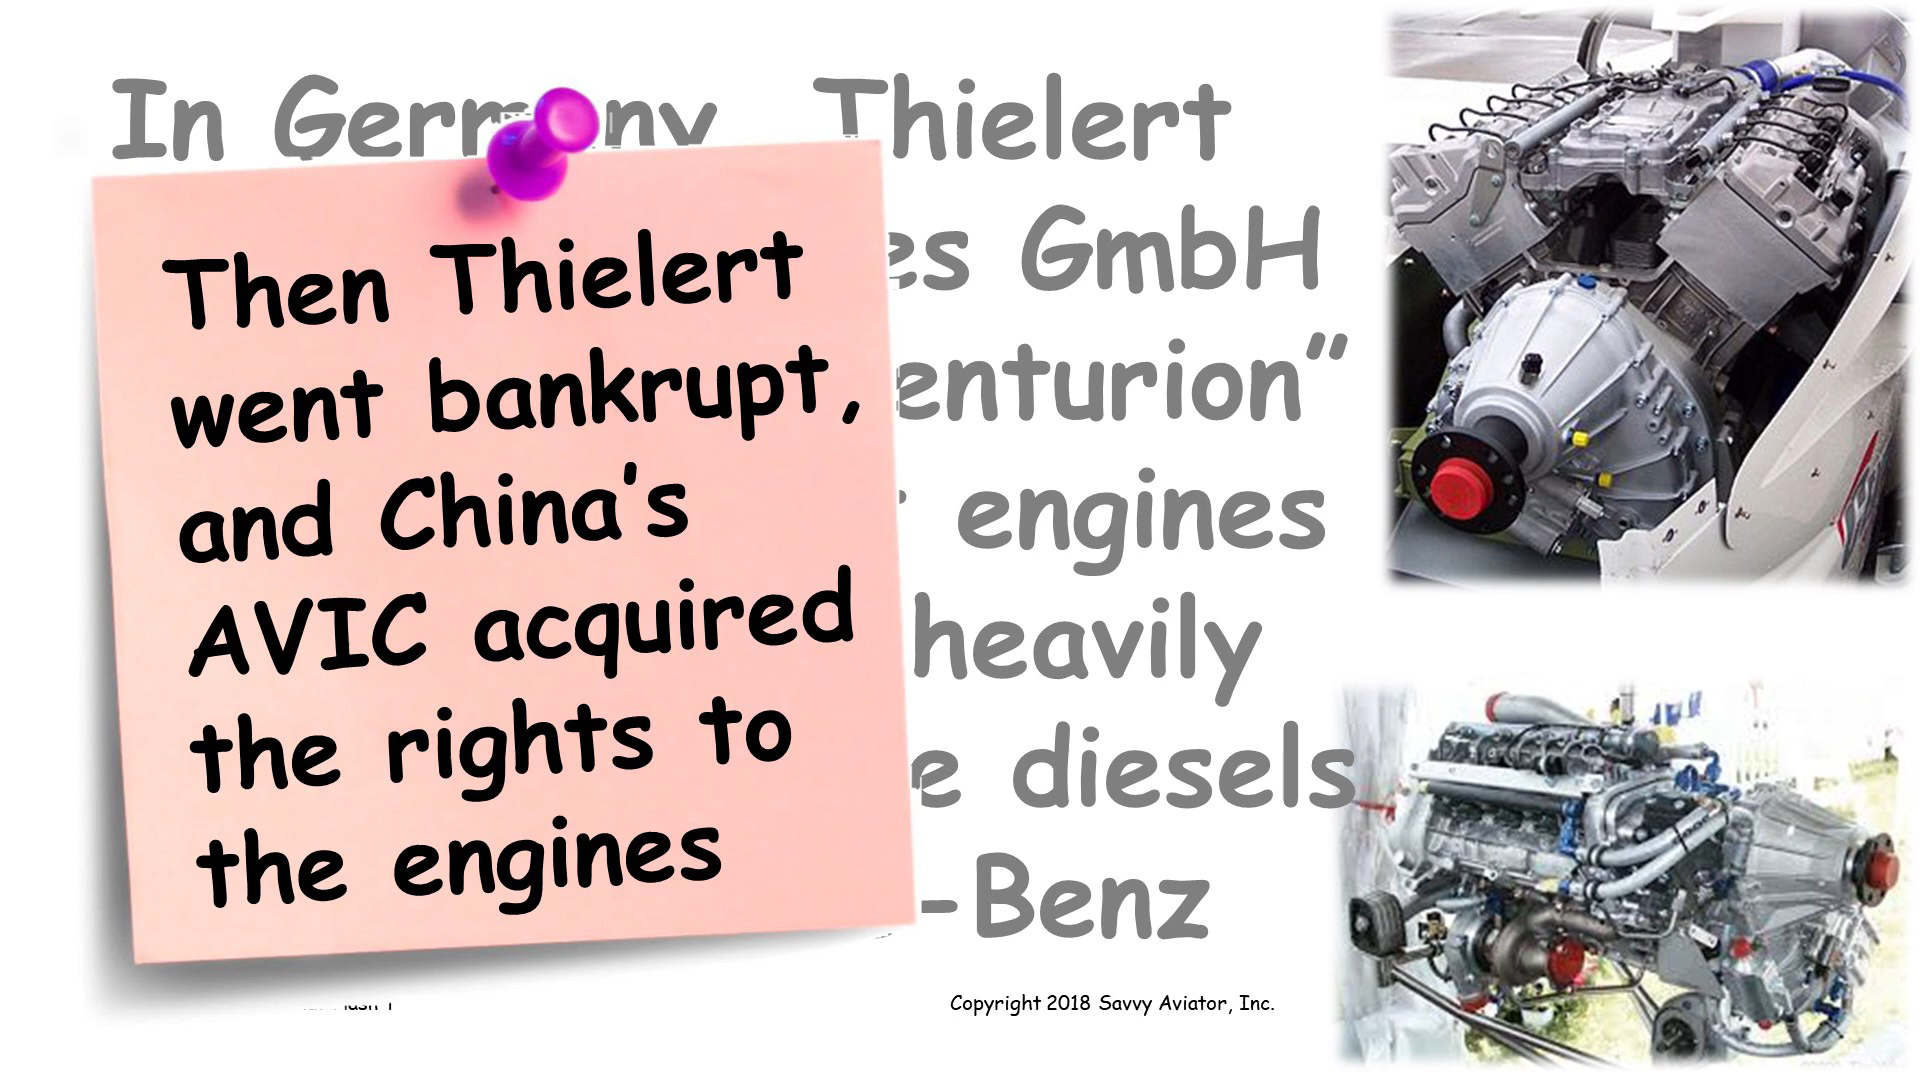 In Germany, Thielert
es GmbH
enturion”
engines
heavily
e diesels
-Benz
Then Thielert
went bankrupt,
and China’s
AVIC acquired
the rights to
the engines
Copyright 2018 Savvy Aviator, Inc.